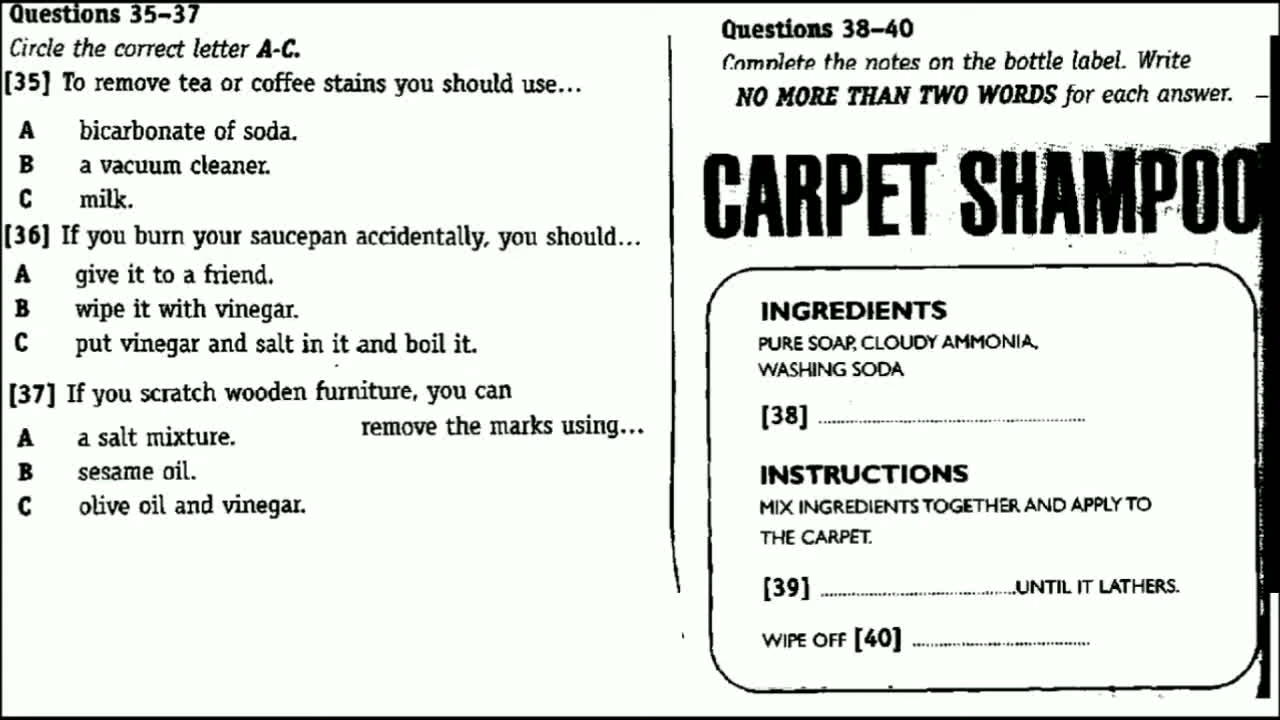 Questions 35–37
Circle the correct letter A-C.
[35] To remove tea or coffee stains you should use...
A bicarbonate of soda.
B a vacuum cleaner.
C milk.
[36] If you burn your saucepan accidentally, you should...
A give it to a friend.
B wipe it with vinegar.
C put vinegar and salt in it and boil it.
[37] If you scratch wooden furniture, you can
remove the marks using...
A a salt mixture.
B sesame oil.
C olive oil and vinegar.
Questions 38–40
Complete the notes on the bottle label. Write
NO MORE THAN TWO WORDS for each answer.
CARPET SHAMPOO
INGREDIENTS
PURE SOAP, CLOUDY AMMONIA,
WASHING SODA
[38] ....................
INSTRUCTIONS
MIX INGREDIENTS TOGETHER AND APPLY TO
THE CARPET.
[39] ....................UNTIL IT LATHERS.
WIPE OFF [40] ....................